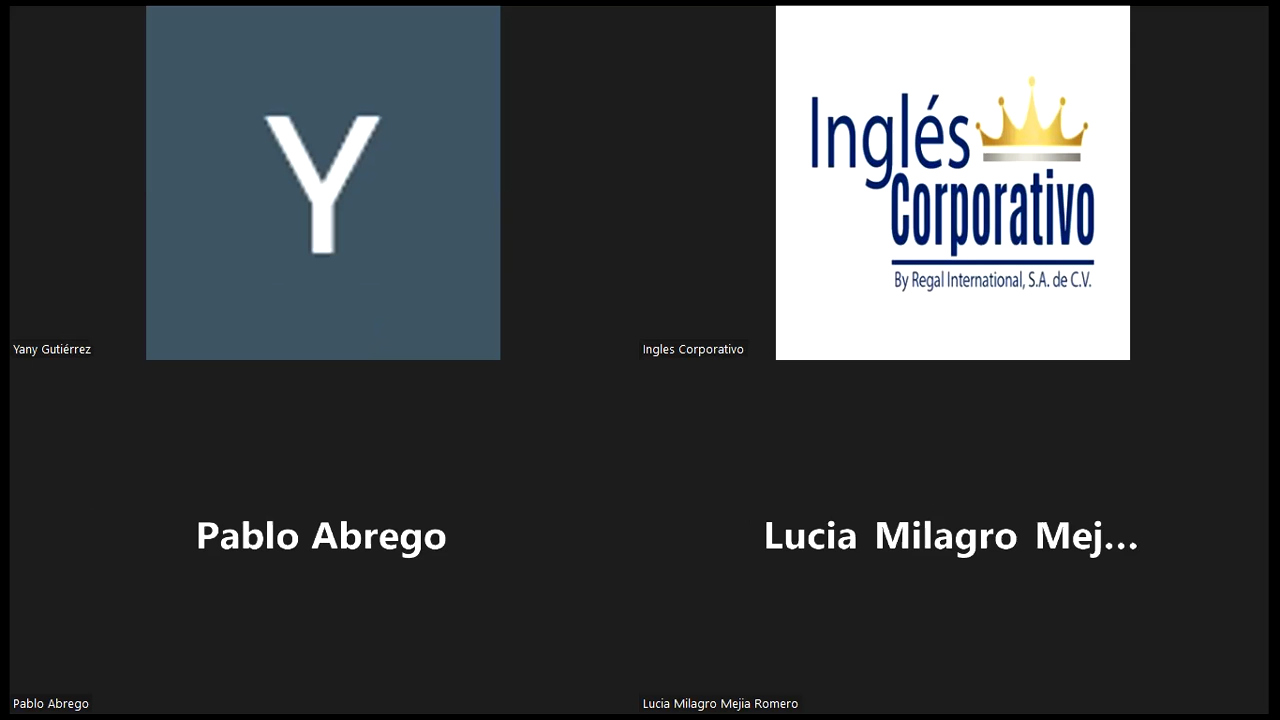 Y
Inglés
Corporativo
By Regal International, S.A. de C.V.
Yany Gutiérrez
Ingles Corporativo
Pablo Abrego
Lucia Milagro Mej...
Pablo Abrego
Lucia Milagro Mejia Romero